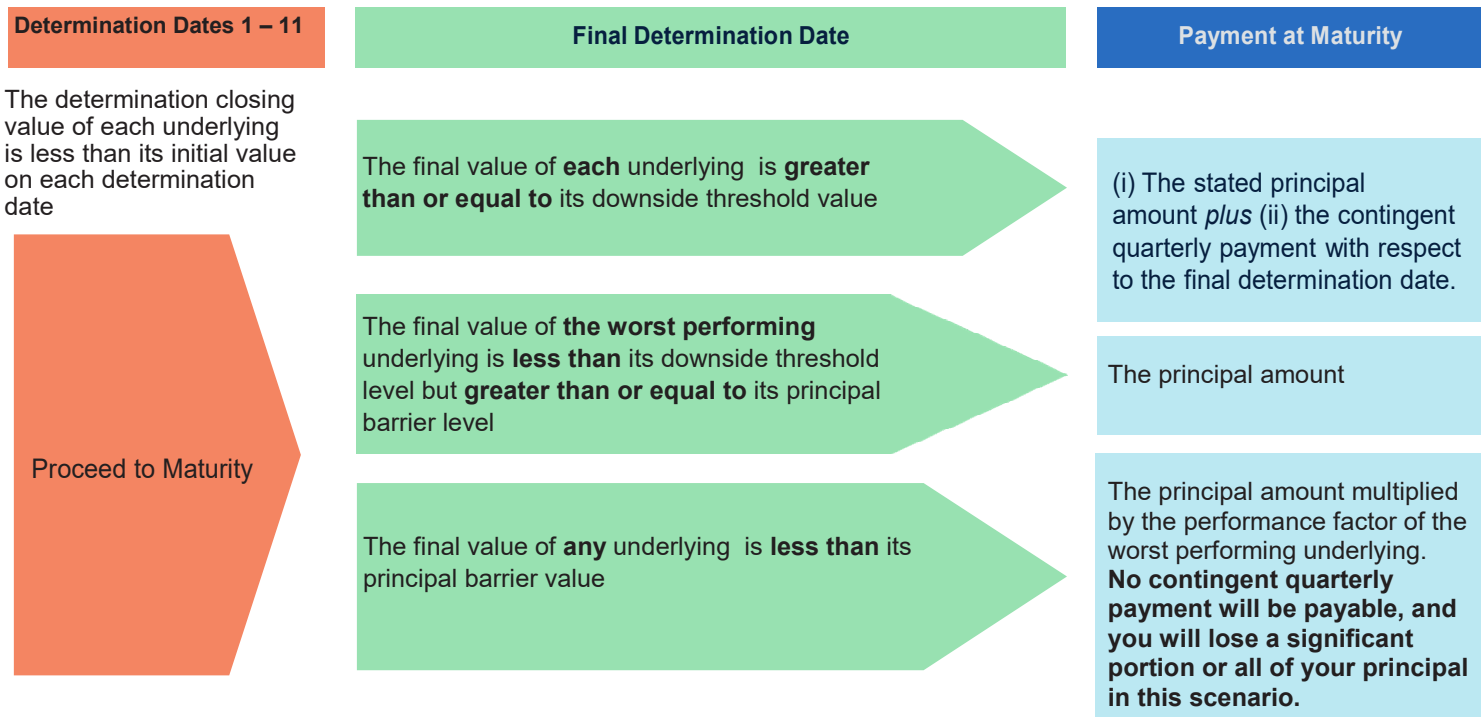 Determination Dates 1 – 11
Final Determination Date
Payment at Maturity
The determination closing
value of each underlying
is less than its initial value
on each determination
date
Proceed to Maturity
The final value of each underlying is greater
than or equal to its downside threshold value
(i) The stated principal
amount plus (ii) the contingent
quarterly payment with respect
to the final determination date.
The final value of the worst performing
underlying is less than its downside threshold
level but greater than or equal to its principal
barrier level
The principal amount
The final value of any underlying is less than its
principal barrier value
The principal amount multiplied
by the performance factor of the
worst performing underlying.
No contingent quarterly
payment will be payable, and
you will lose a significant
portion or all of your principal
in this scenario.